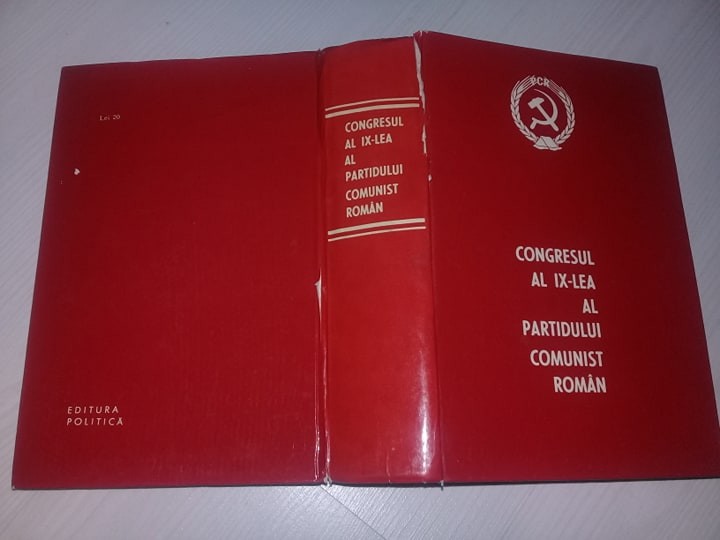 Lei 20
EDITURA
POLITICĂ
CONGRESUL
AL IX-LEA
AL
PARTIDULUI
COMUNIST
ROMÂN
PCR
CONGRESUL
AL IX-LEA
AL
PARTIDULUI
COMUNIST
ROMÂN